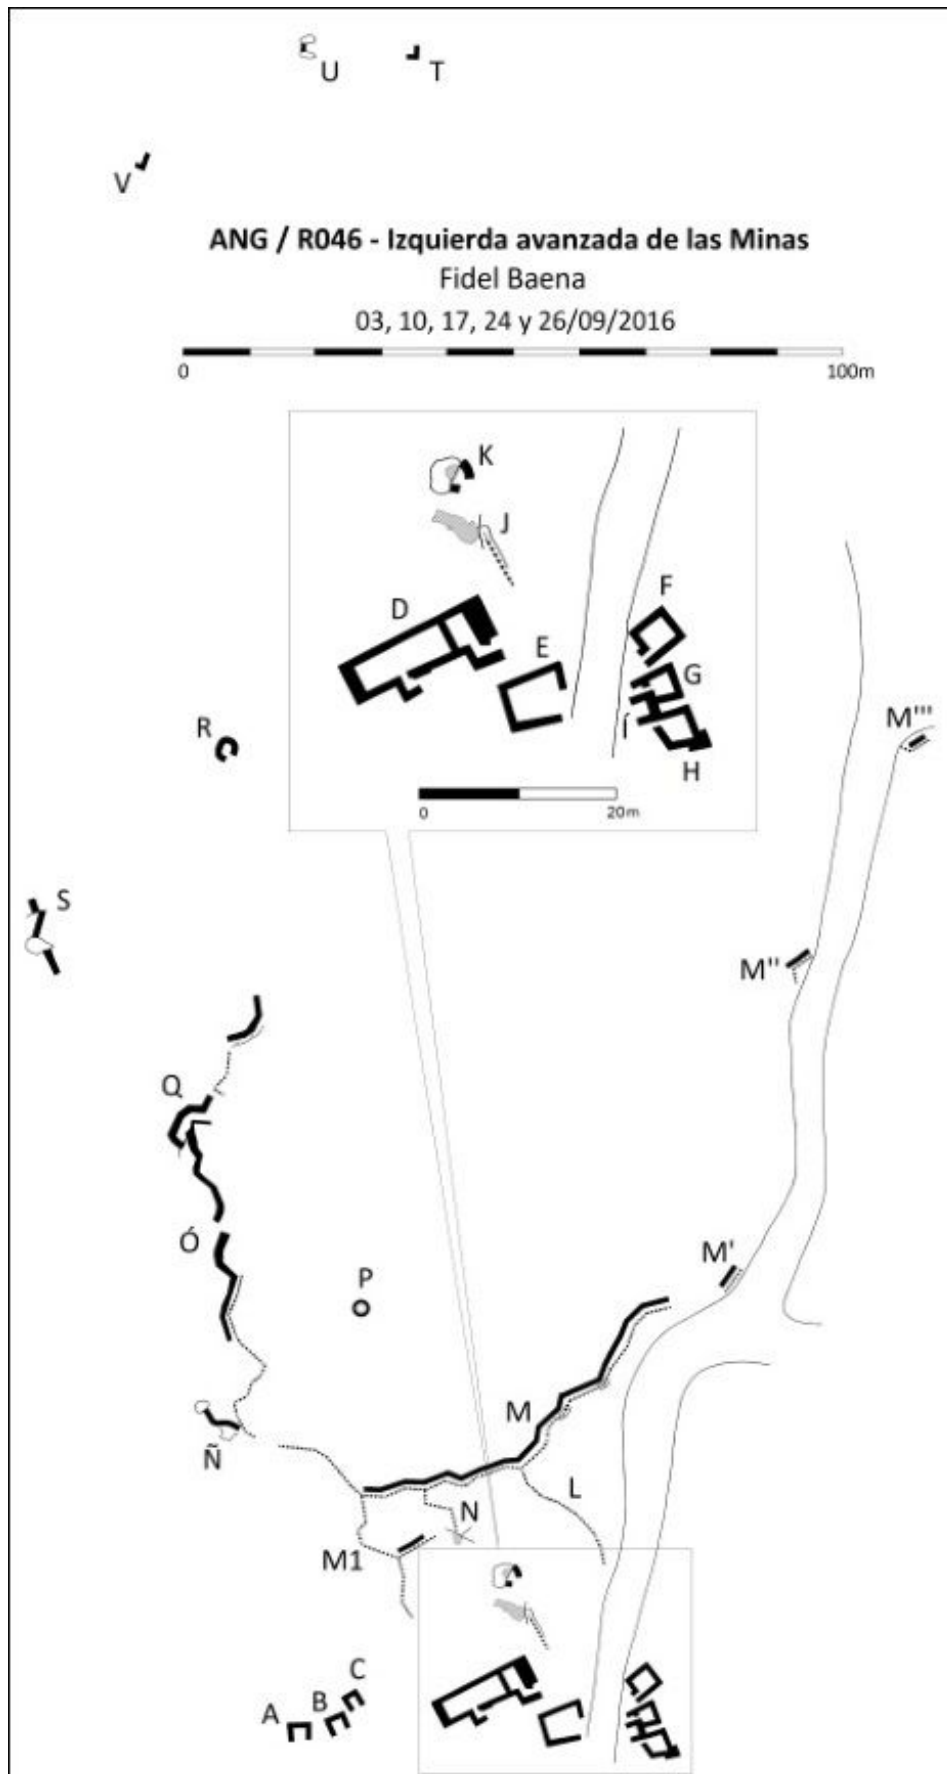 U
T
V
ANG / R046 - Izquierda avanzada de las Minas
Fidel Baena
03, 10, 17, 24 y 26/09/2016
0
100m
K
J
D
F
E
G
I
H
0
20m
R
M'''
S
M''
Q
Ó
M'
P
M
Ñ
L
N
M1
C
B
A